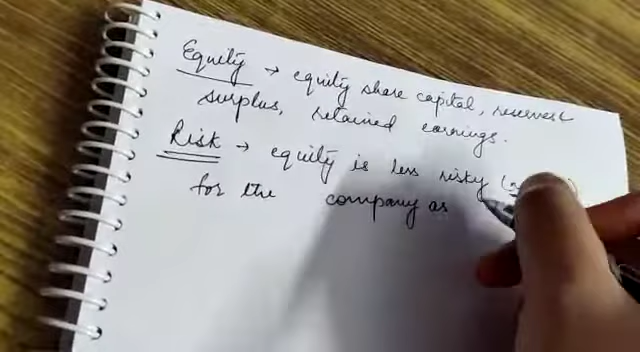 Equity → equity share capital, reserves &
surplus, retained earnings.
Risk → equity is less risky
for the company as